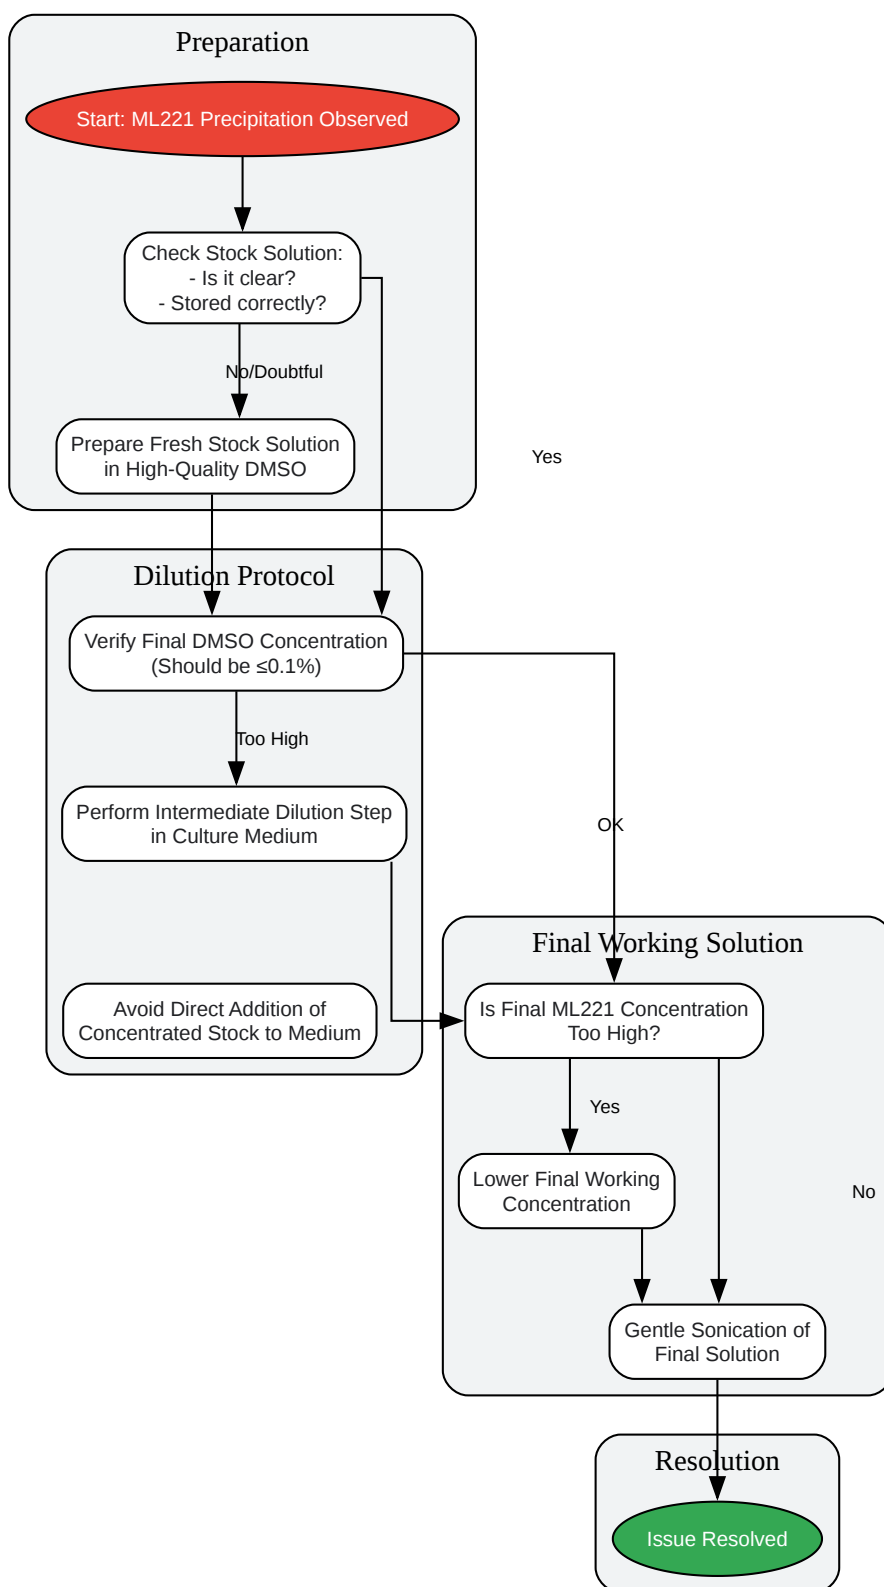 Preparation
Start: ML221 Precipitation Observed
Check Stock Solution:
- Is it clear?
- Stored correctly?
No/Doubtful
Prepare Fresh Stock Solution
in High-Quality DMSO
Yes
Dilution Protocol
Verify Final DMSO Concentration
(Should be ≤0.1%)
Too High
Perform Intermediate Dilution Step
in Culture Medium
OK
Avoid Direct Addition of
Concentrated Stock to Medium
Final Working Solution
Is Final ML221 Concentration
Too High?
Yes
Lower Final Working
Concentration
No
Gentle Sonication of
Final Solution
Resolution
Issue Resolved